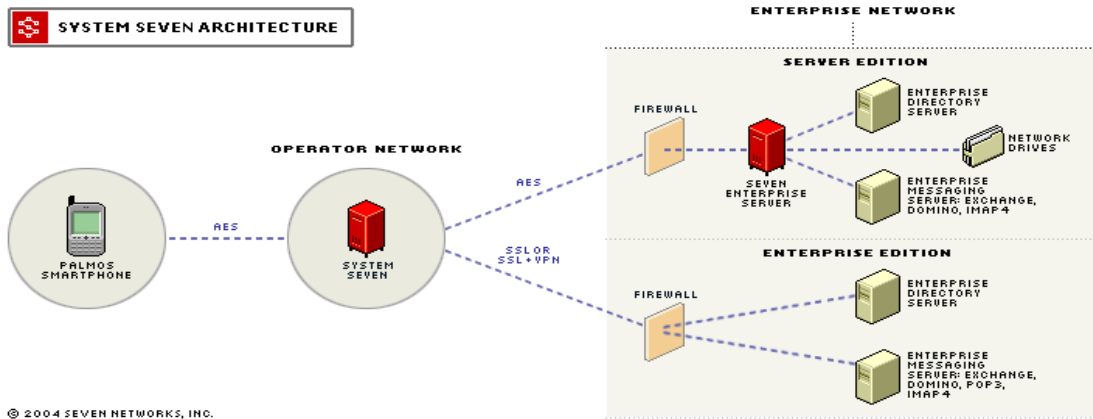 SYSTEM SEVEN ARCHITECTURE
ENTERPRISE NETWORK
SERVER EDITION
FIREWALL
ENTERPRISE
DIRECTORY
SERVER
NETWORK
DRIVES
SEVEN
ENTERPRISE
SERVER
ENTERPRISE
MESSAGING
SERVER: EXCHANGE,
DOMINO, IMAP4
OPERATOR NETWORK
AES
AES
PALMOS
SMARTPHONE
SYSTEM
SEVEN
SSL OR
SSL+VPN
ENTERPRISE EDITION
FIREWALL
ENTERPRISE
DIRECTORY
SERVER
ENTERPRISE
MESSAGING
SERVER: EXCHANGE,
DOMINO, POP3,
IMAP4
© 2004 SEVEN NETWORKS, INC.